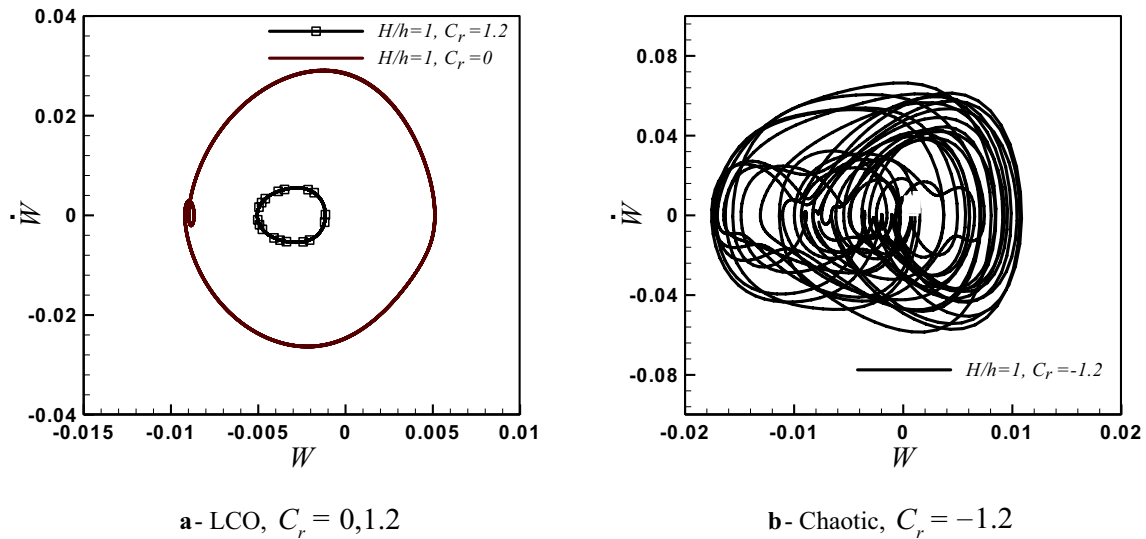 0.04
0.02
0
-0.02
-0.04
-0.015
-0.01
-0.005
0
0.005
0.01
Ẇ
W
H/h=1, C_r=1.2
H/h=1, C_r=0
a- LCO, C_r = 0,1.2
0.08
0.04
0
-0.04
-0.08
-0.02
-0.01
0
0.01
0.02
Ẇ
W
H/h=1, C_r=-1.2
b- Chaotic, C_r = −1.2